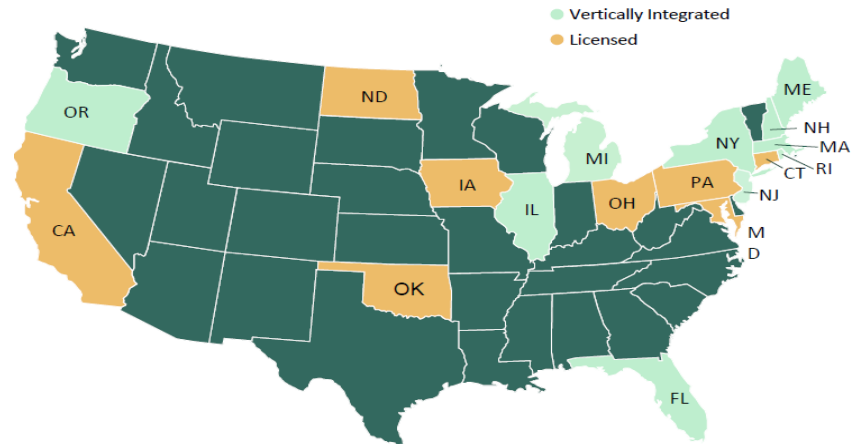 Vertically Integrated
Licensed
ME
ND
OR
NH
NY
MA
MI
RI
CT
IA
PA
NJ
OH
IL
CA
M
D
OK
FL